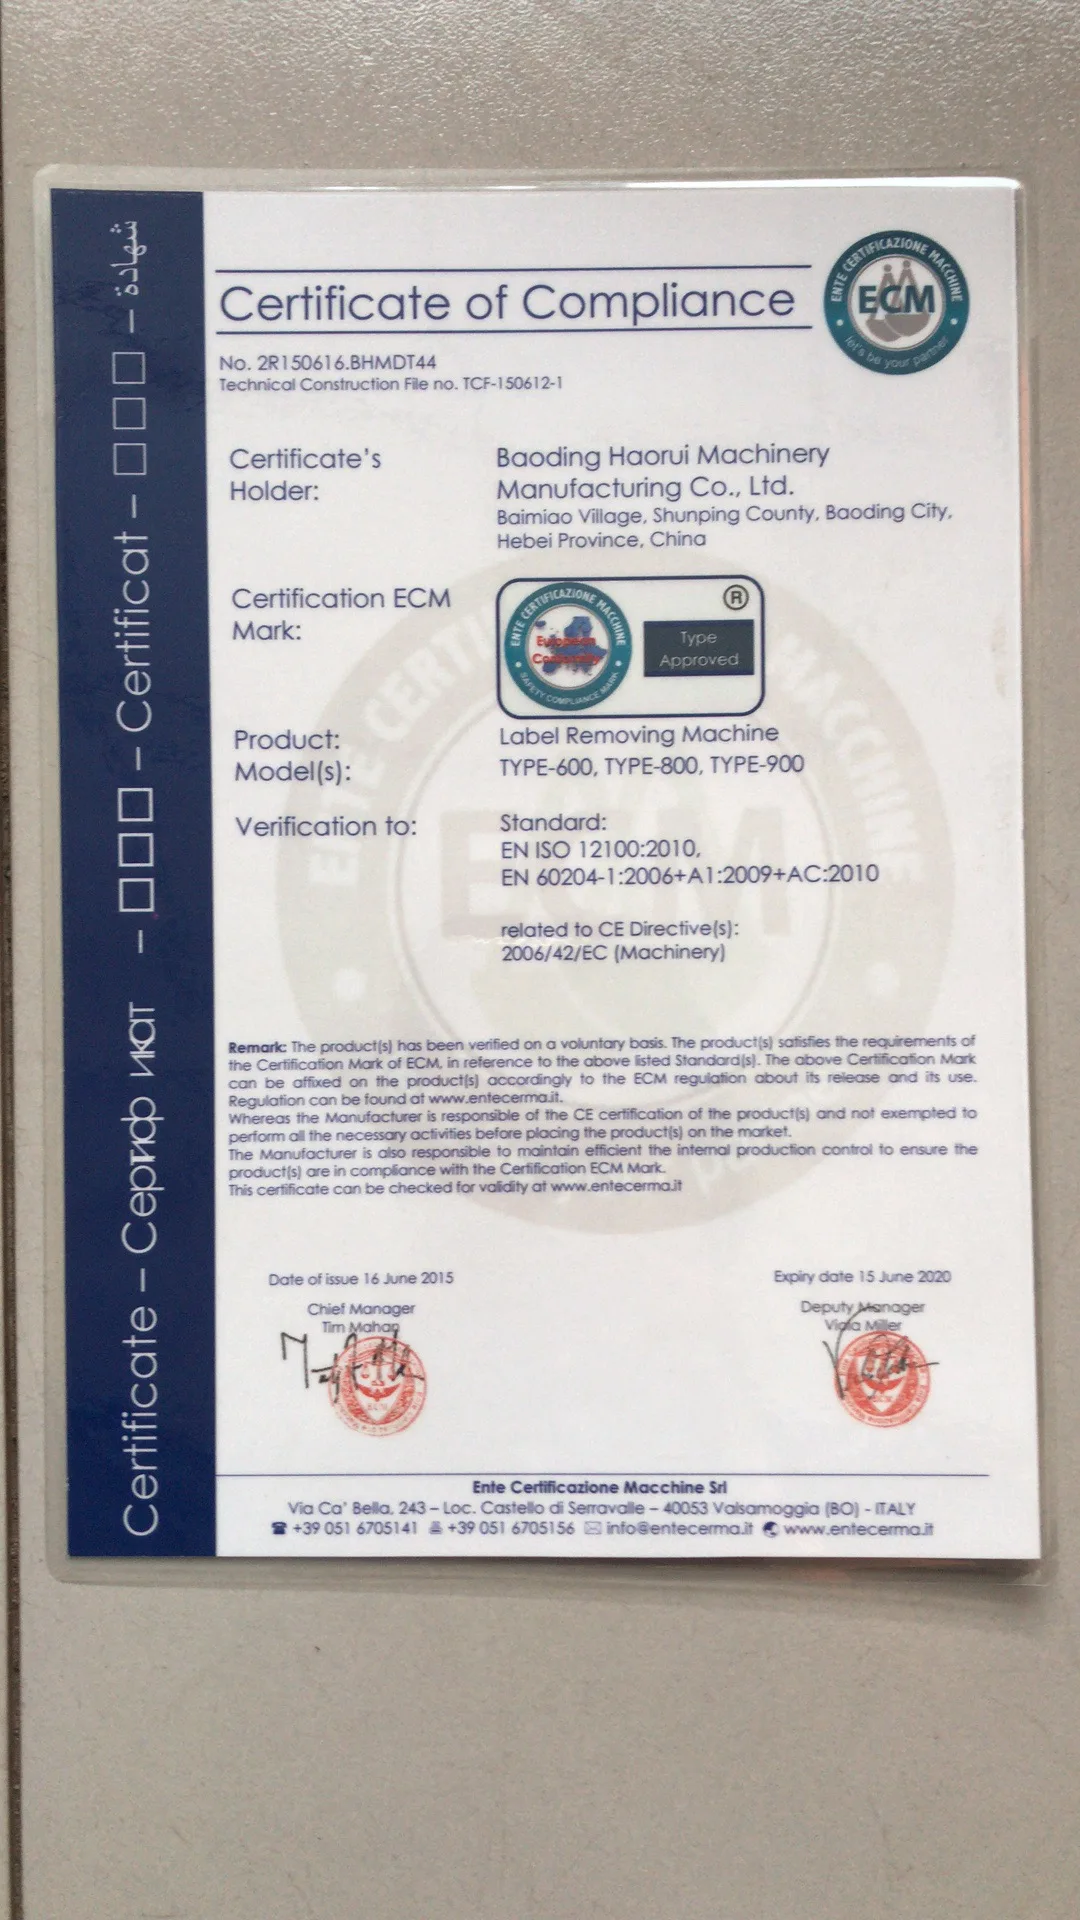 Certificate of Compliance
ENTE CERTIFICAZIONE MACCHINE
ECM
let's be your partner
No. 2R150616.BHMDT44
Technical Construction File no. TCF-150612-1
Certificate's
Holder:
Baoding Haorui Machinery
Manufacturing Co., Ltd.
Baimiao Village, Shunping County, Baoding City,
Hebei Province, China
Certification ECM
Mark:
ENTE CERTIFICAZIONE MACCHINE
European
Conformity
SAFETY COMPLIANCE MARK
®
Type
Approved
Product:
Label Removing Machine
Model(s):
TYPE-600, TYPE-800, TYPE-900
Verification to:
Standard:
EN ISO 12100:2010,
EN 60204-1:2006+A1:2009+AC:2010
related to CE Directive(s):
2006/42/EC (Machinery)
Remark: The product(s) has been verified on a voluntary basis. The product(s) satisfies the requirements of
the Certification Mark of ECM, in reference to the above listed Standard(s). The above Certification Mark
can be affixed on the product(s) accordingly to the ECM regulation about its release and its use.
Regulation can be found at www.entecerma.it.
Whereas the Manufacturer is responsible of the CE certification of the product(s) and not exempted to
perform all the necessary activities before placing the product(s) on the market.
The Manufacturer is also responsible to maintain efficient the internal production control to ensure the
product(s) are in compliance with the Certification ECM Mark.
This certificate can be checked for validity at www.entecerma.it
Date of issue 16 June 2015
Expiry date 15 June 2020
Chief Manager
Tim Mahan
Deputy Manager
Viola Miller
Ente Certificazione Macchine Srl
Via Ca' Bella, 243 – Loc. Castello di Serravalle – 40053 Valsamoggia (BO) - ITALY
+39 051 6705141 +39 051 6705156 info@entecerma.it www.entecerma.it
Certificate – Сертиф икат – □□□ – Certificat – □□□ – شهادة